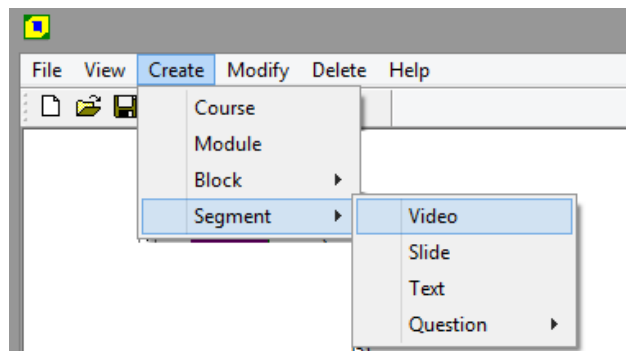 File View Create Modify Delete Help
Course
Module
Block
Segment
Video
Slide
Text
Question